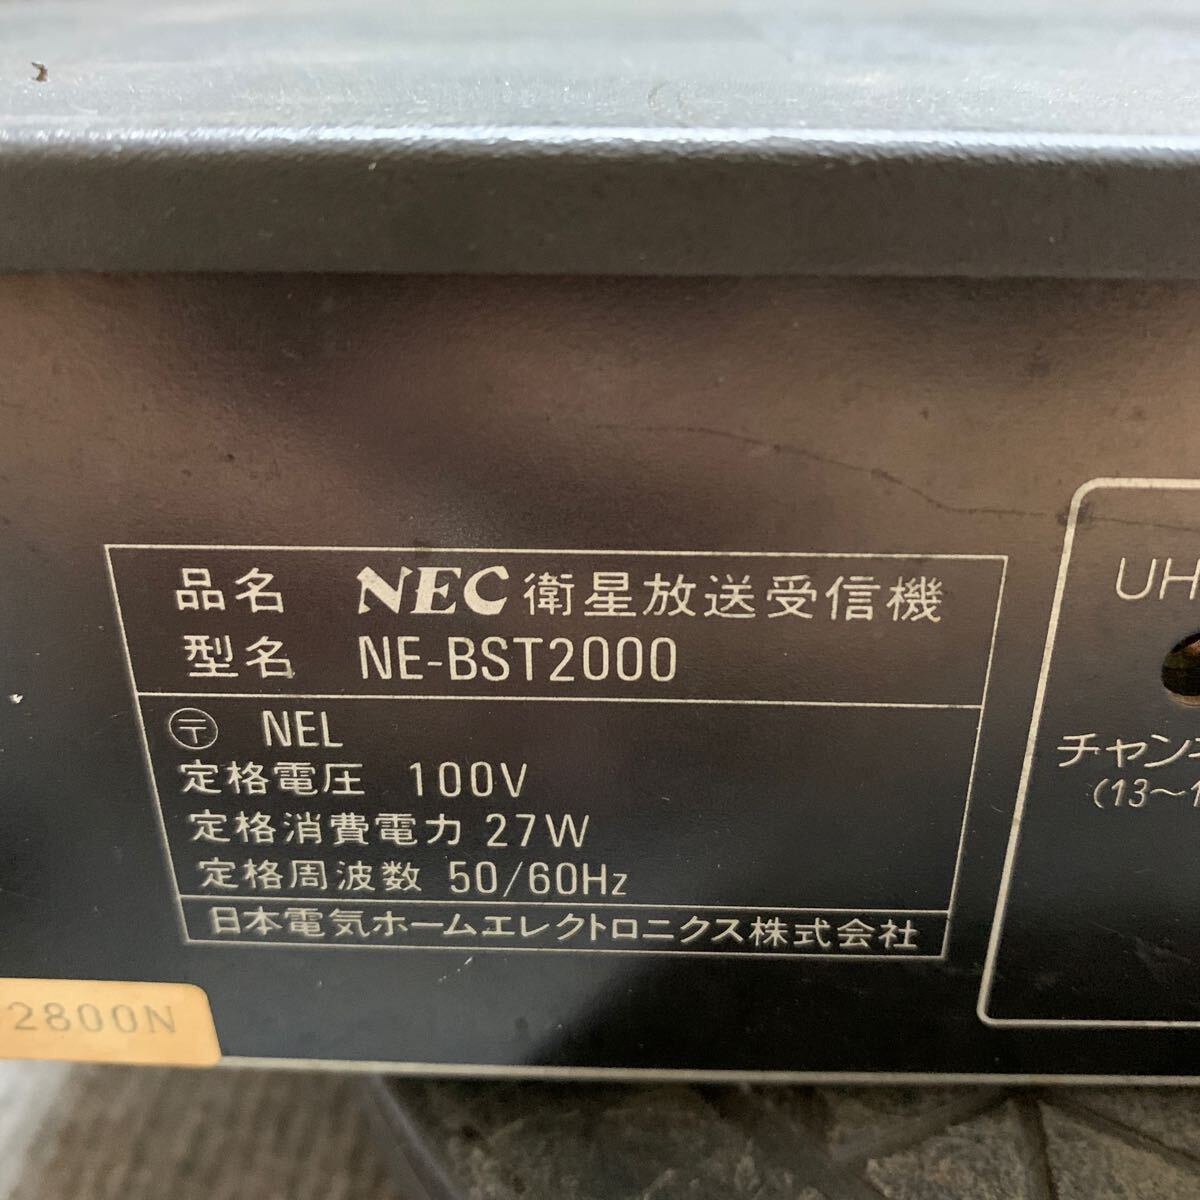 品名 NEC 衛星放送受信機
型名 NE-BST2000
〒 NEL
定格電圧 100V
定格消費電力 27W
定格周波数 50/60Hz
日本電気ホームエレクトロニクス株式会社
2800N
UH
チャンネ
(13~1